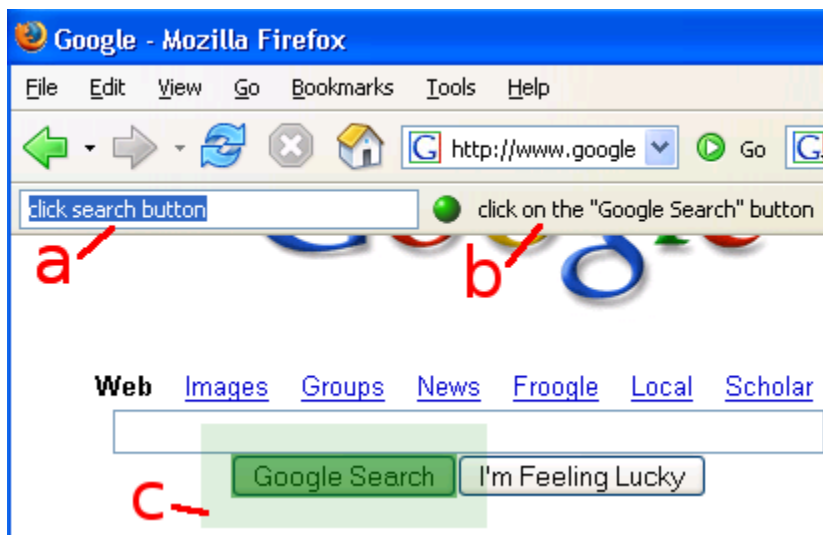 Google - Mozilla Firefox
File Edit View Go Bookmarks Tools Help
http://www.google Go G
click search button click on the "Google Search" button
a b
Google
Web Images Groups News Froogle Local Scholar
Google Search I'm Feeling Lucky
c